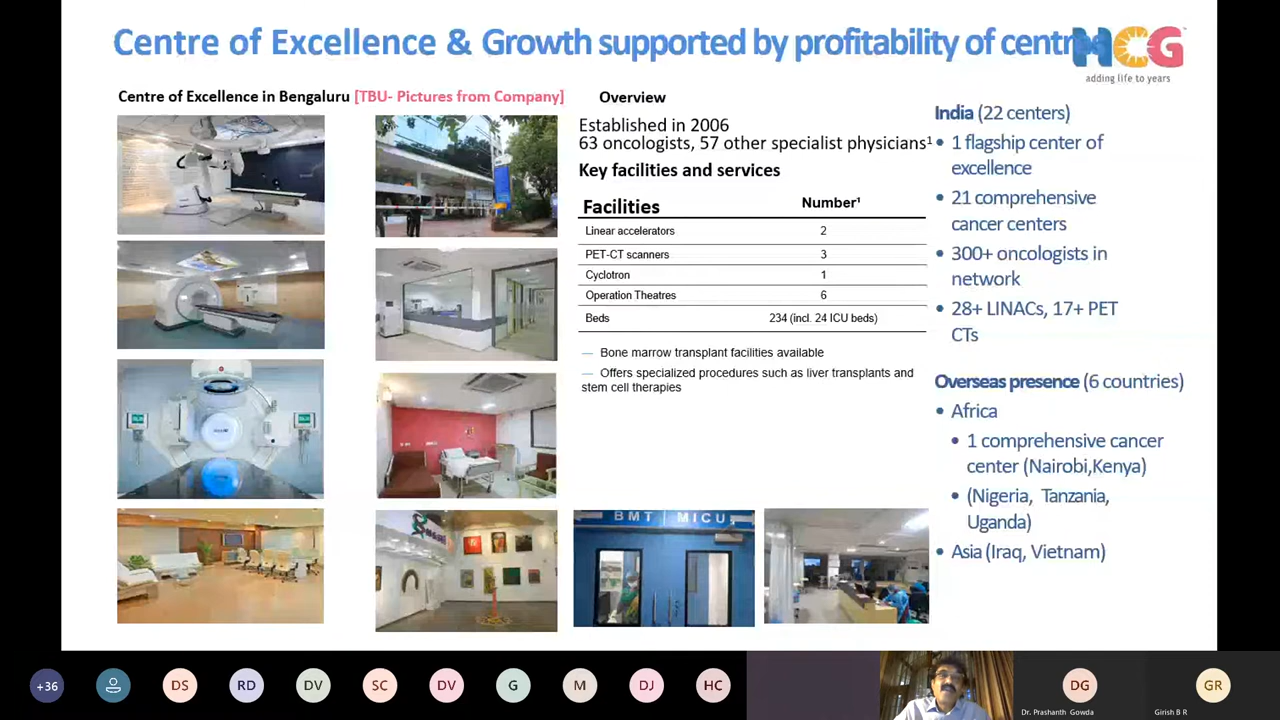 Centre of Excellence & Growth supported by profitability of centr
HCG
adding life to years
Centre of Excellence in Bengaluru [TBU- Pictures from Company]
Overview
Established in 2006
63 oncologists, 57 other specialist physicians¹
Key facilities and services
Facilities Number¹
Linear accelerators 2
PET-CT scanners 3
Cyclotron 1
Operation Theatres 6
Beds 234 (incl. 24 ICU beds)
— Bone marrow transplant facilities available
— Offers specialized procedures such as liver transplants and
stem cell therapies
BMT MICU
India (22 centers)
• 1 flagship center of
excellence
• 21 comprehensive
cancer centers
• 300+ oncologists in
network
• 28+ LINACs, 17+ PET
CTs
Overseas presence (6 countries)
• Africa
• 1 comprehensive cancer
center (Nairobi,Kenya)
• (Nigeria, Tanzania,
Uganda)
• Asia (Iraq, Vietnam)
+36 DS RD DV SC DV G M DJ HC DG GR
Dr. Prashanth Gowda
Girish B R